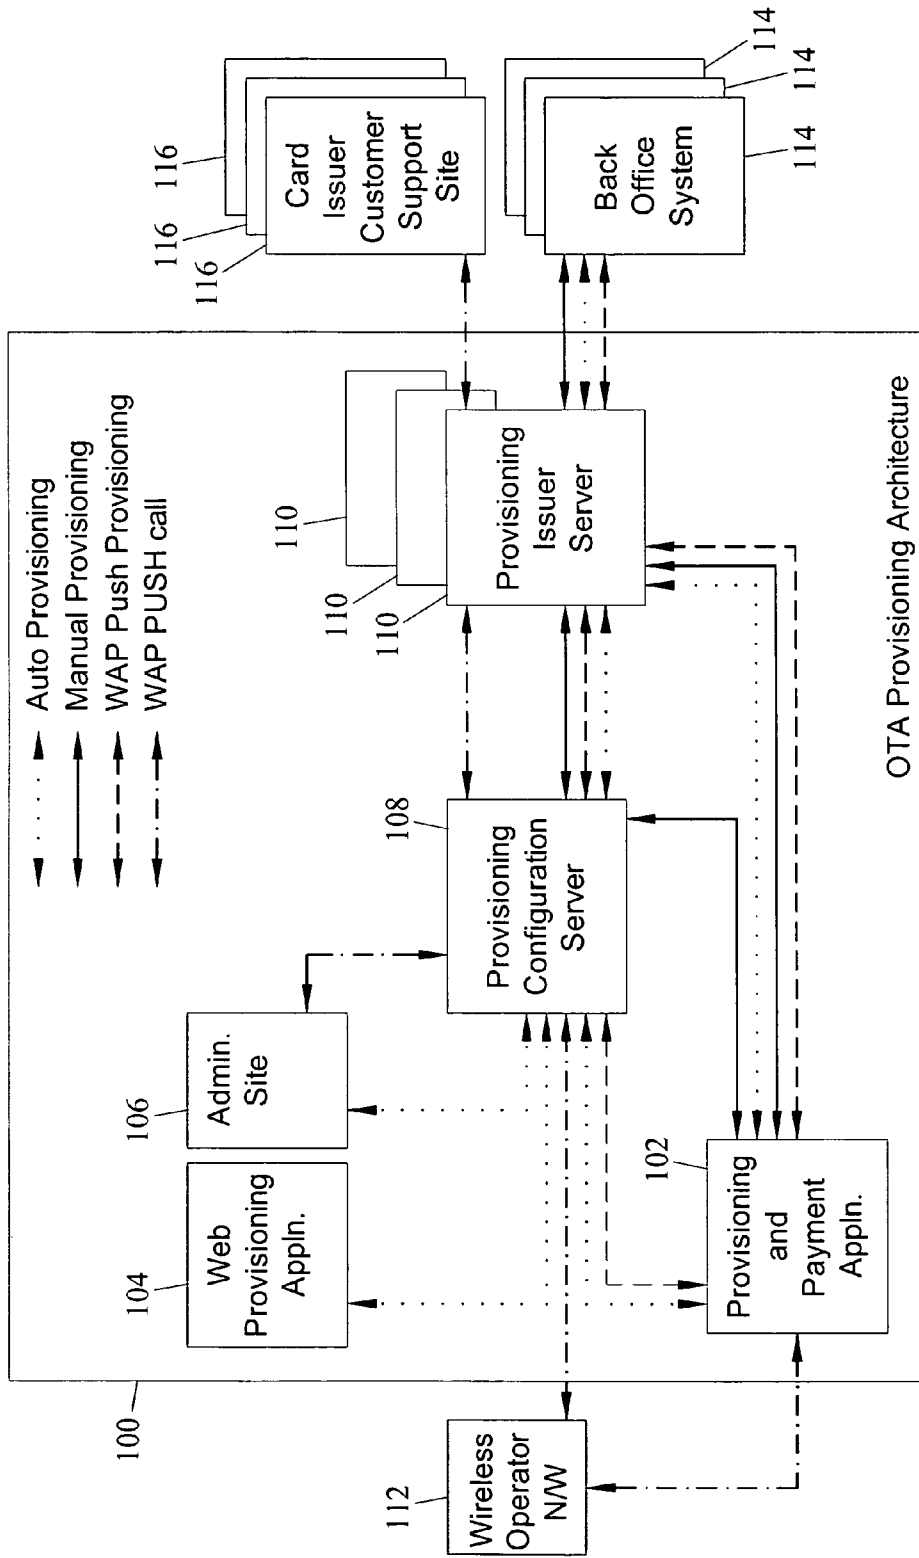 100
Auto Provisioning
Manual Provisioning
WAP Push Provisioning
WAP PUSH call
104
Web
Provisioning
Appln.
106
Admin.
Site
108
Provisioning
Configuration
Server
110
110
110
Provisioning
Issuer
Server
116
116
116
Card
Issuer
Customer
Support
Site
114
114
114
Back
Office
System
112
Wireless
Operator
N/W
102
Provisioning
and
Payment
Appln.
OTA Provisioning Architecture